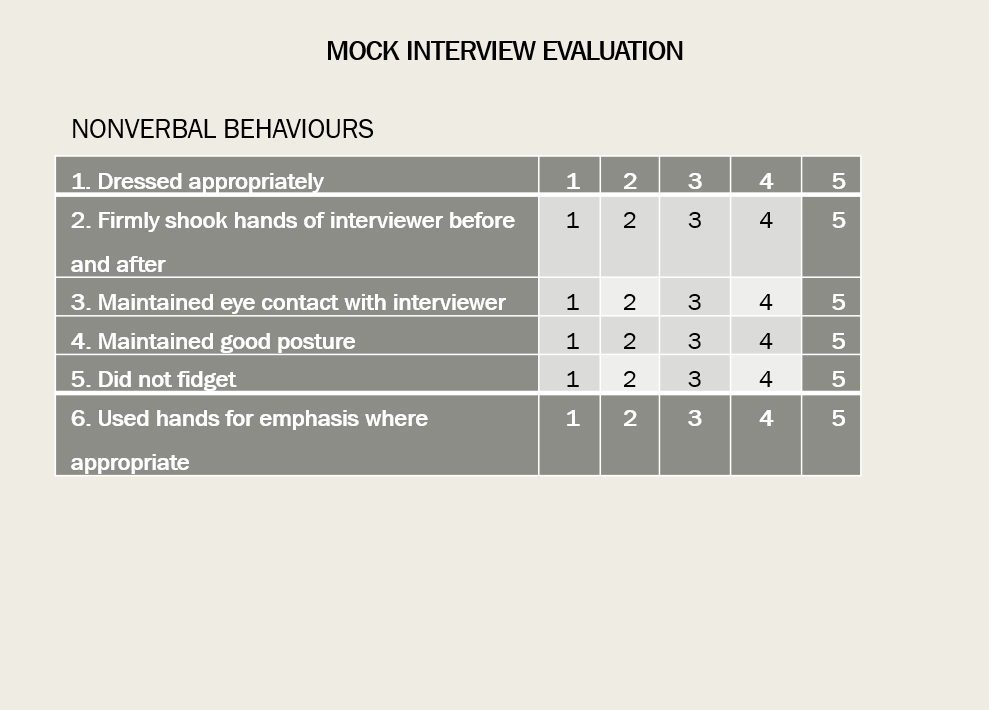 MOCK INTERVIEW EVALUATION
NONVERBAL BEHAVIOURS
1. Dressed appropriately 1 2 3 4 5
2. Firmly shook hands of interviewer before 1 2 3 4 5
and after
3. Maintained eye contact with interviewer 1 2 3 4 5
4. Maintained good posture 1 2 3 4 5
5. Did not fidget 1 2 3 4 5
6. Used hands for emphasis where 1 2 3 4 5
appropriate